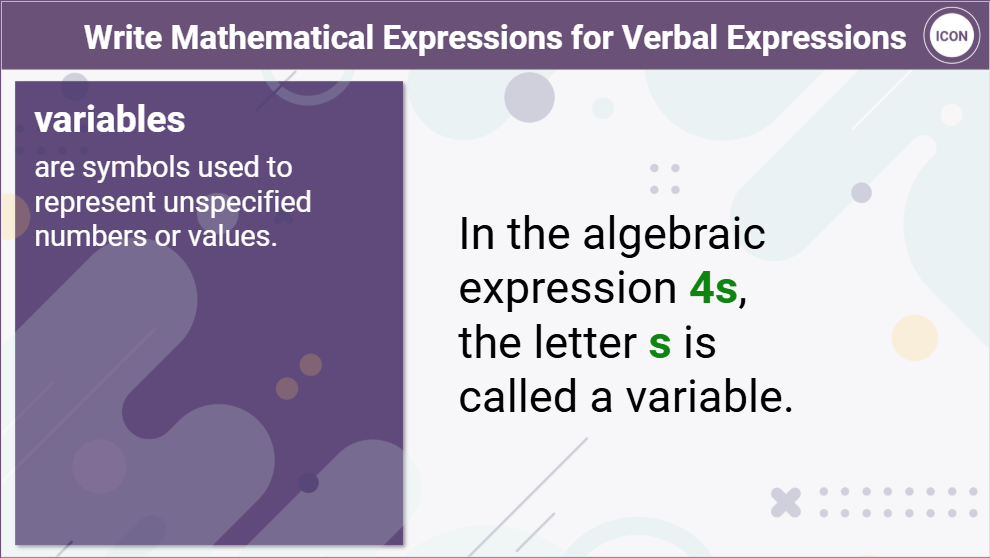 Write Mathematical Expressions for Verbal Expressions
ICON
variables
are symbols used to
represent unspecified
numbers or values.
In the algebraic
expression 4s,
the letter s is
called a variable.